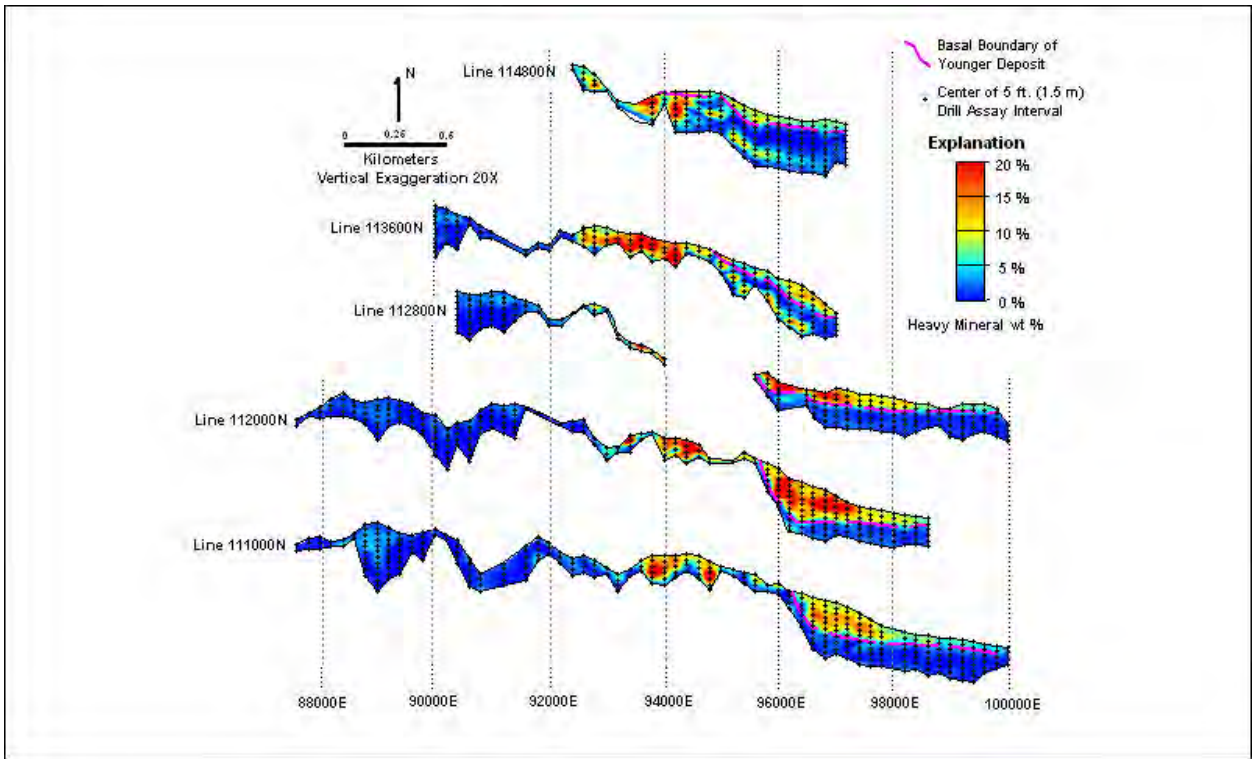 Line 114800N
N
0
0.25
0.5
Kilometers
Vertical Exaggeration 20X
Basal Boundary of
Younger Deposit
Center of 5 ft. (1.5 m)
Drill Assay Interval
Explanation
20 %
15 %
10 %
5 %
0 %
Heavy Mineral wt %
Line 113600N
Line 112800N
Line 112000N
Line 111000N
88000E
90000E
92000E
94000E
96000E
98000E
100000E